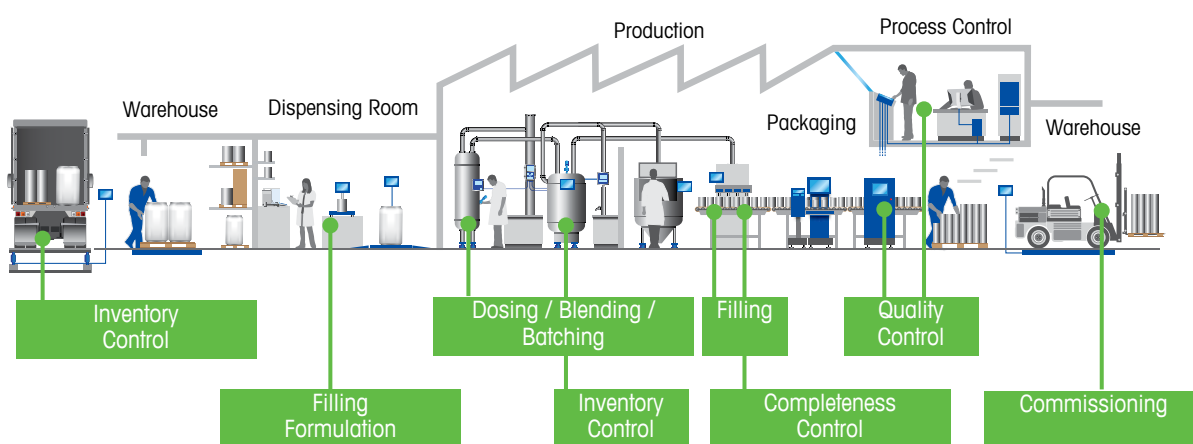 Production
Process Control
Warehouse
Dispensing Room
Packaging
Warehouse
Inventory
Control
Dosing / Blending /
Batching
Filling
Quality
Control
Filling
Formulation
Inventory
Control
Completeness
Control
Commissioning